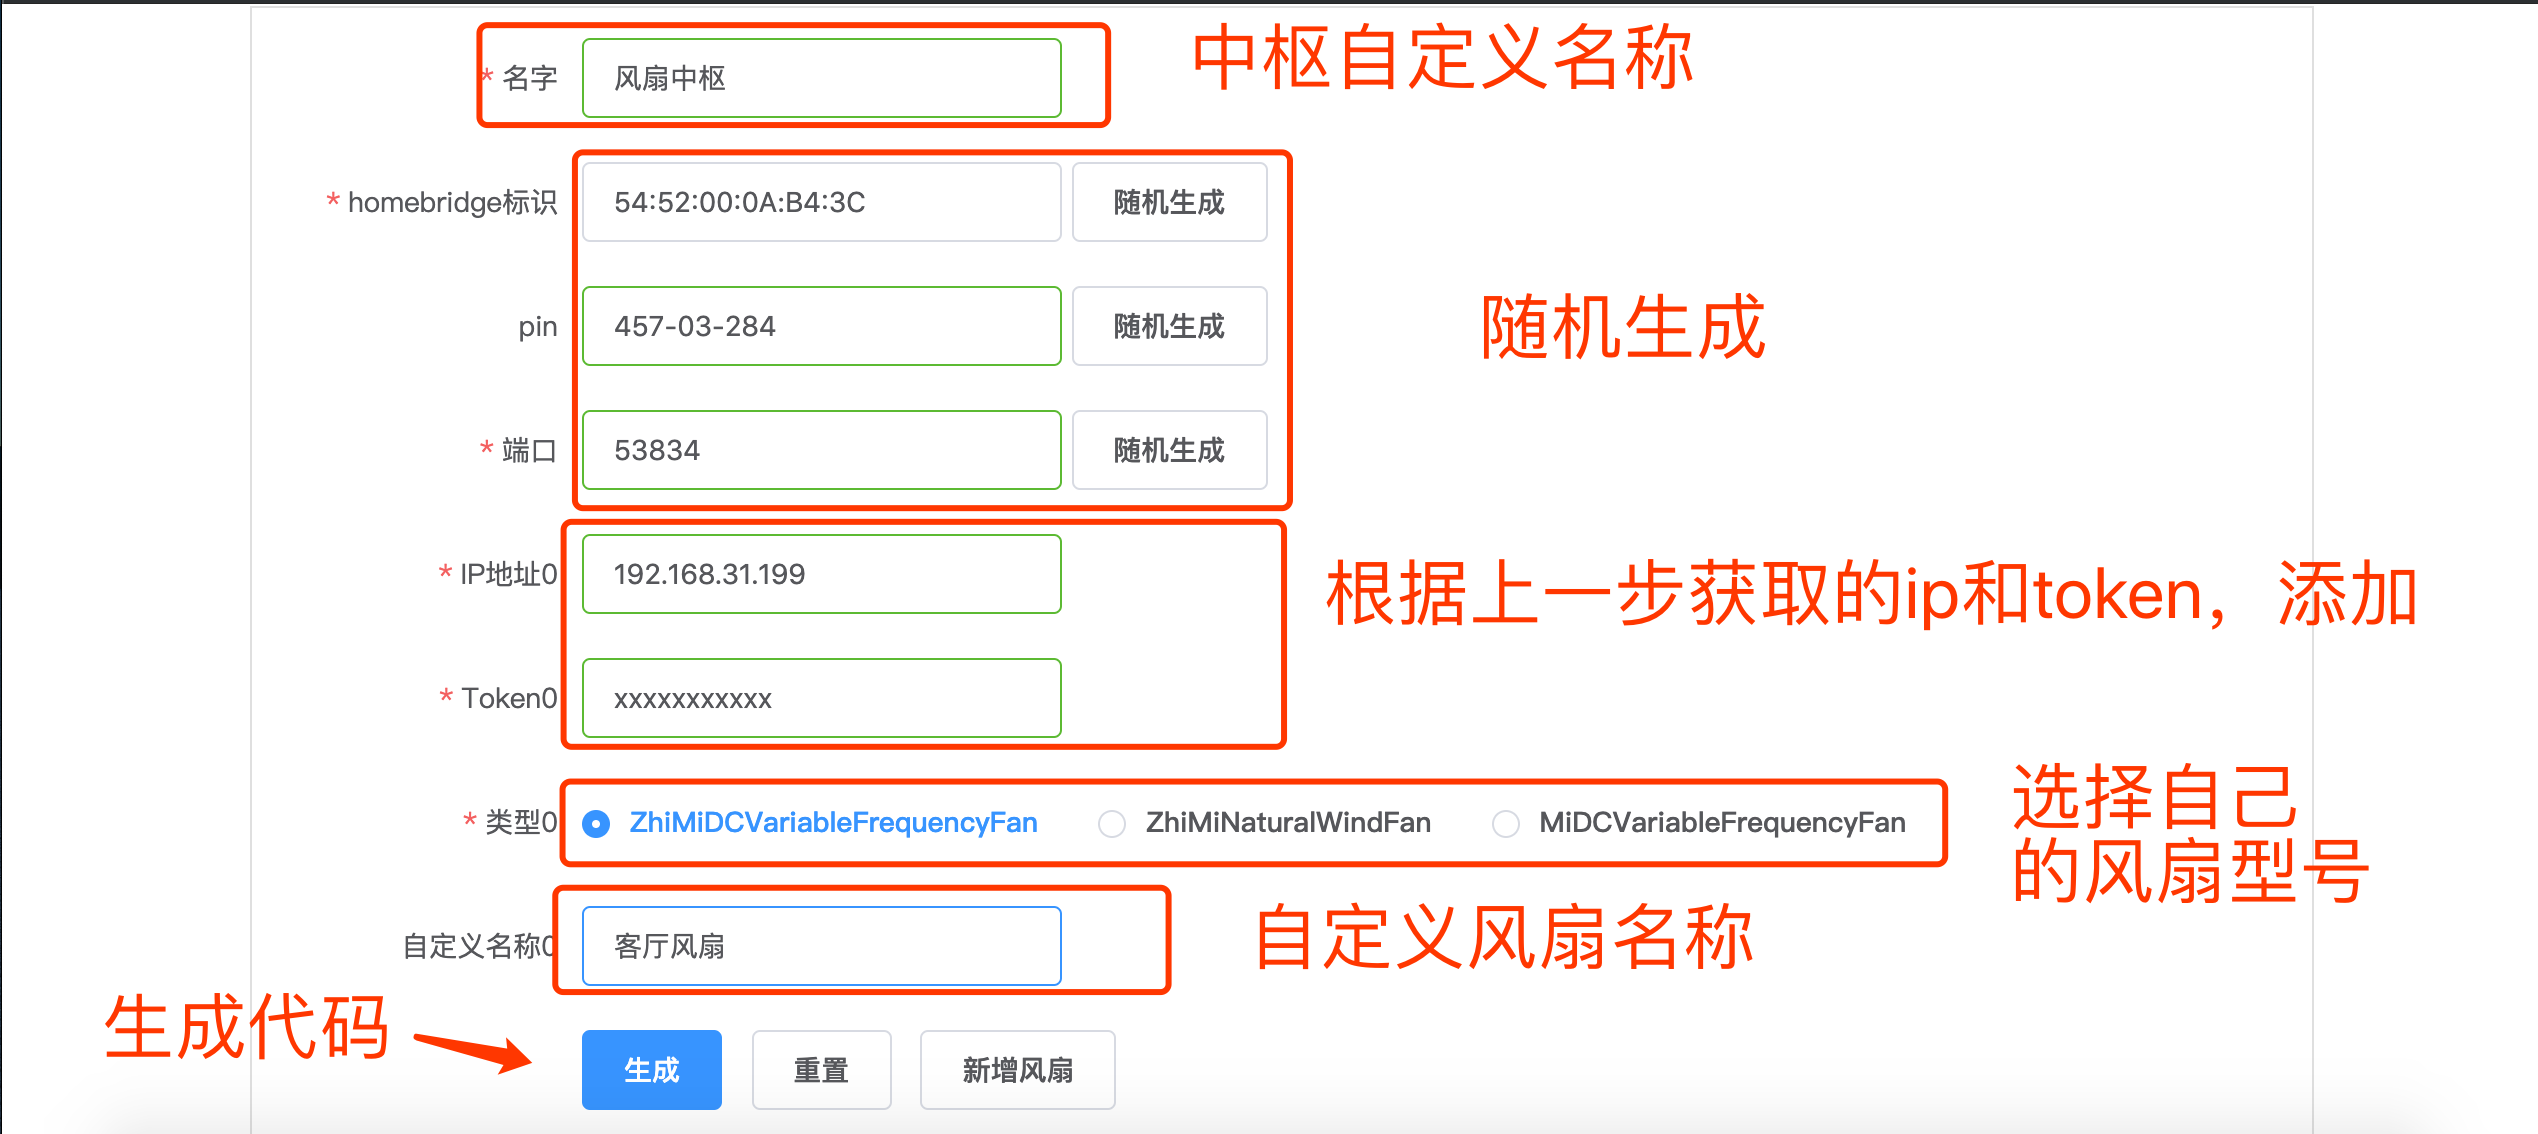 * 名字 风扇中枢 中枢自定义名称
* homebridge标识 54:52:00:0A:B4:3C 随机生成
pin 457-03-284 随机生成 随机生成
* 端口 53834 随机生成
* IP地址0 192.168.31.199 根据上一步获取的ip和token，添加
* Token0 xxxxxxxxxxx
* 类型0 ZhiMiDCVariableFrequencyFan ZhiMiNaturalWindFan MiDCVariableFrequencyFan
选择自己
的风扇型号
自定义名称0 客厅风扇 自定义风扇名称
生成代码
生成 重置 新增风扇